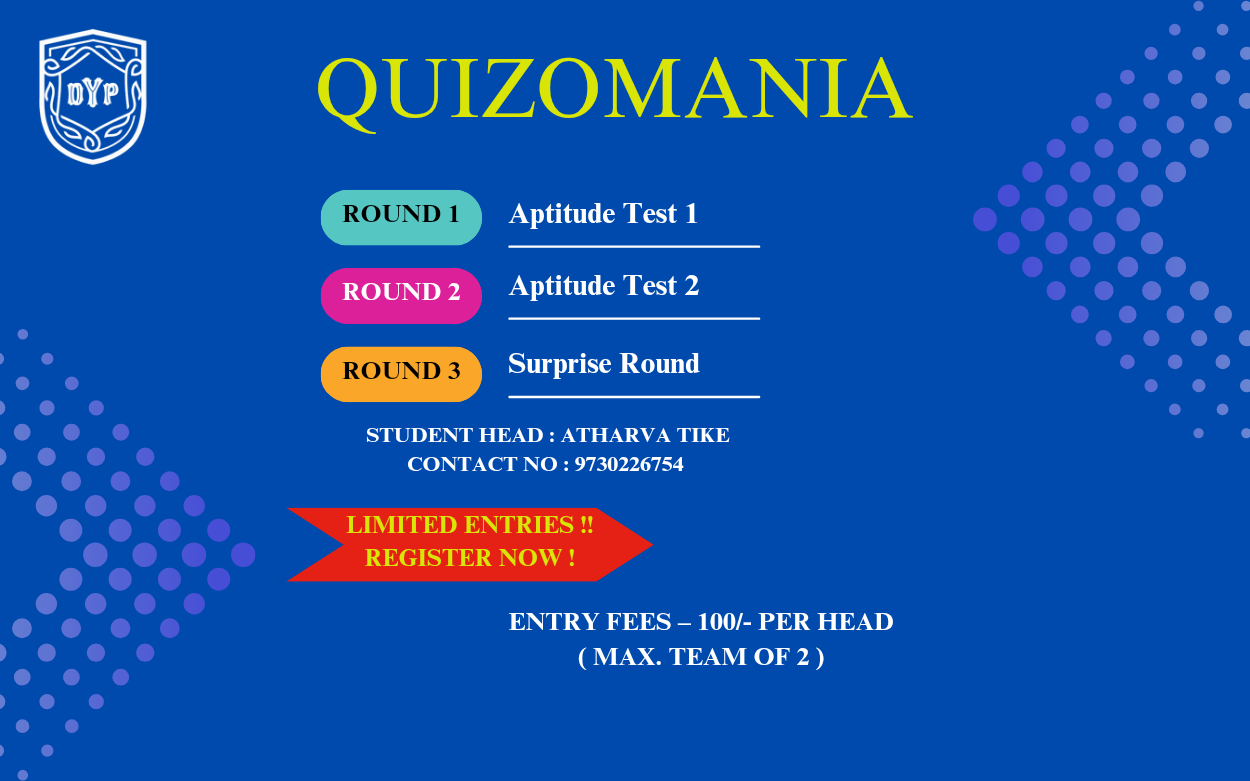 DYP
QUIZOMANIA
ROUND 1
Aptitude Test 1
ROUND 2
Aptitude Test 2
ROUND 3
Surprise Round
STUDENT HEAD : ATHARVA TIKE
CONTACT NO : 9730226754
LIMITED ENTRIES !!
REGISTER NOW !
ENTRY FEES – 100/- PER HEAD
( MAX. TEAM OF 2 )